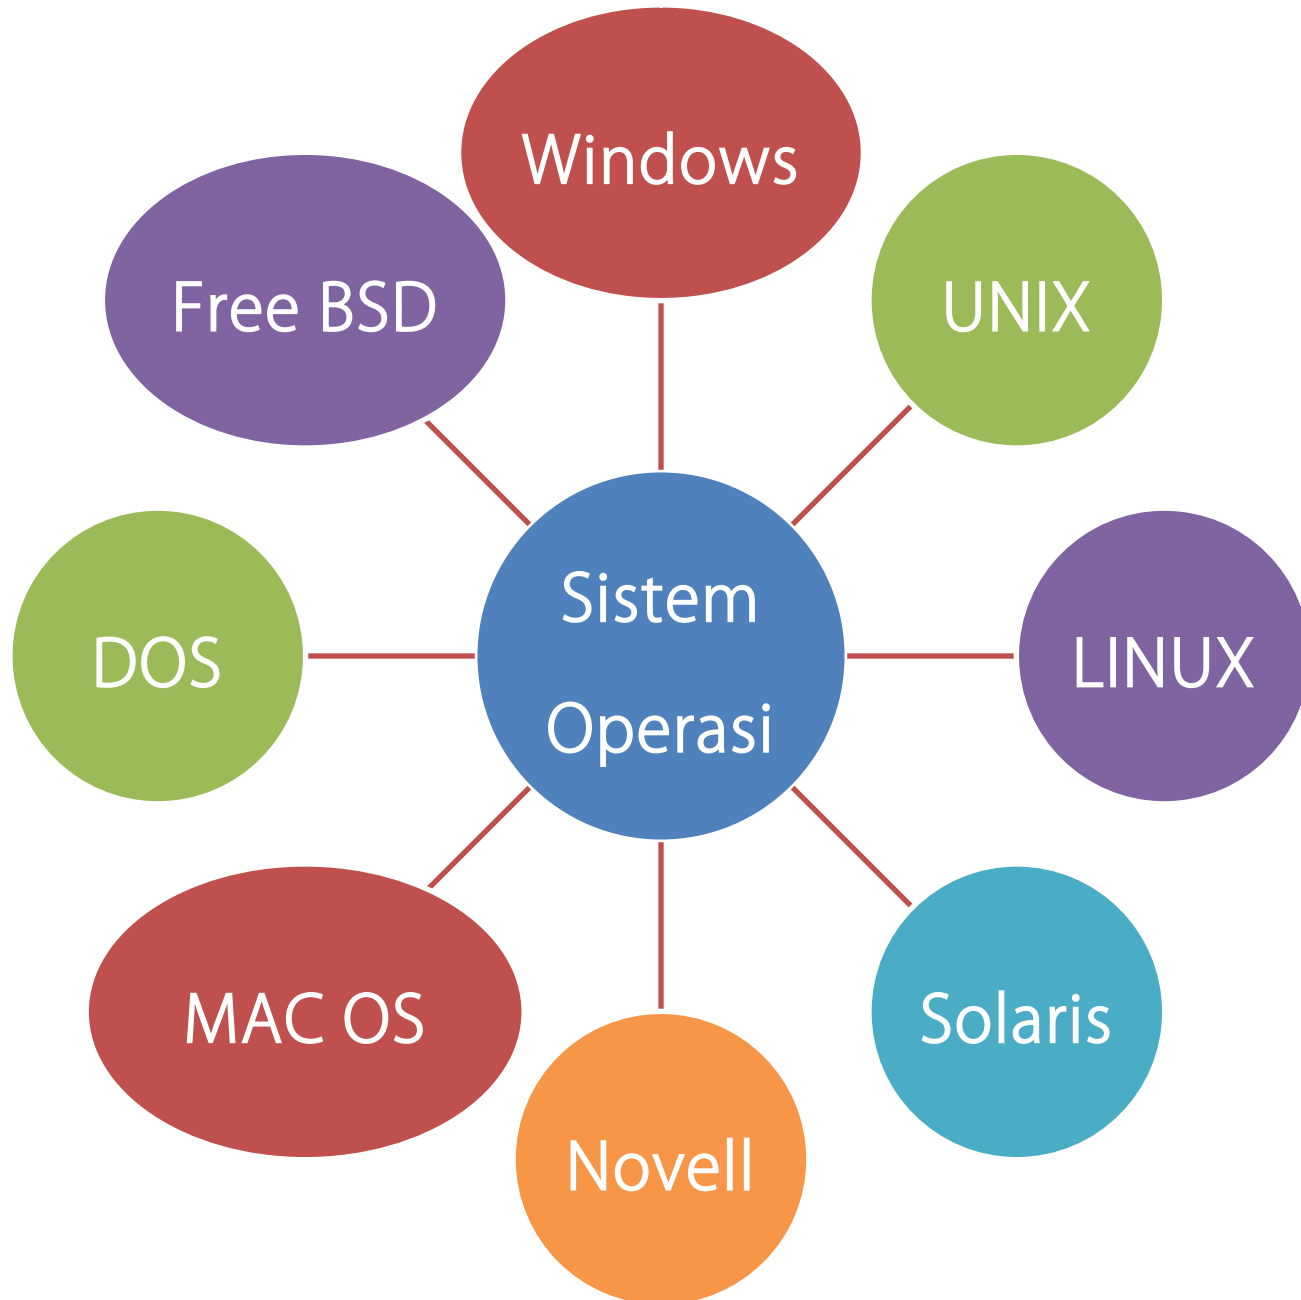 Windows
Free BSD
UNIX
Sistem
Operasi
DOS
LINUX
MAC OS
Solaris
Novell